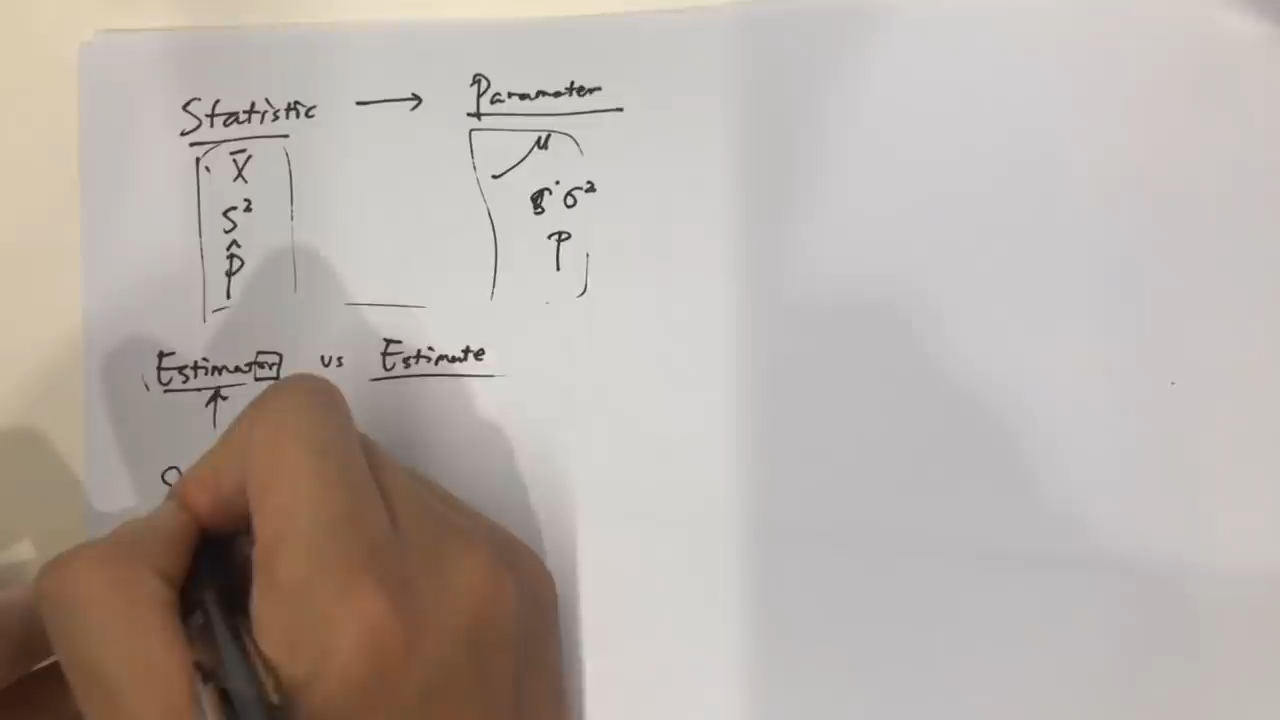 Statistic → Parameter
X̄ μ
S² σ²
p̂ p
Estimator vs Estimate
↑